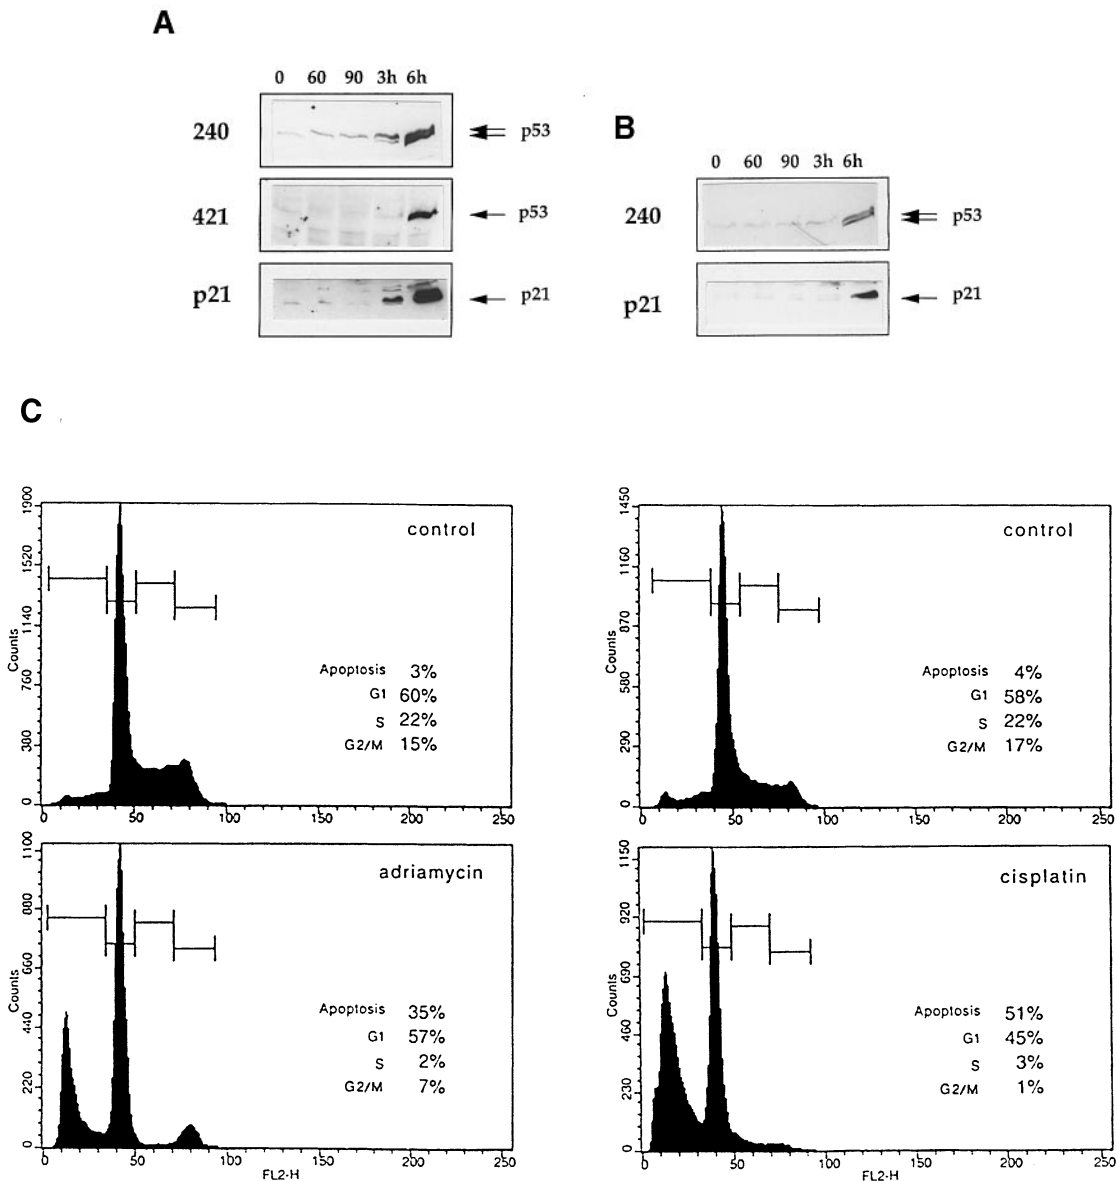 A
0 60 90 3h 6h
240 p53
421 p53
p21 p21
B
0 60 90 3h 6h
240 p53
p21 p21
C
control
Counts
1900
1520
1140
760
300
0
Apoptosis 3%
G1 60%
S 22%
G2/M 15%
0 50 100 150 200 250
control
Counts
1450
1160
870
580
290
0
Apoptosis 4%
G1 58%
S 22%
G2/M 17%
0 50 100 150 200 250
adriamycin
Counts
1100
880
660
440
220
0
Apoptosis 35%
G1 57%
S 2%
G2/M 7%
0 50 100 150 200 250
FL2-H
cisplatin
Counts
1150
920
690
460
230
0
Apoptosis 51%
G1 45%
S 3%
G2/M 1%
0 50 100 150 200 250
FL2-H